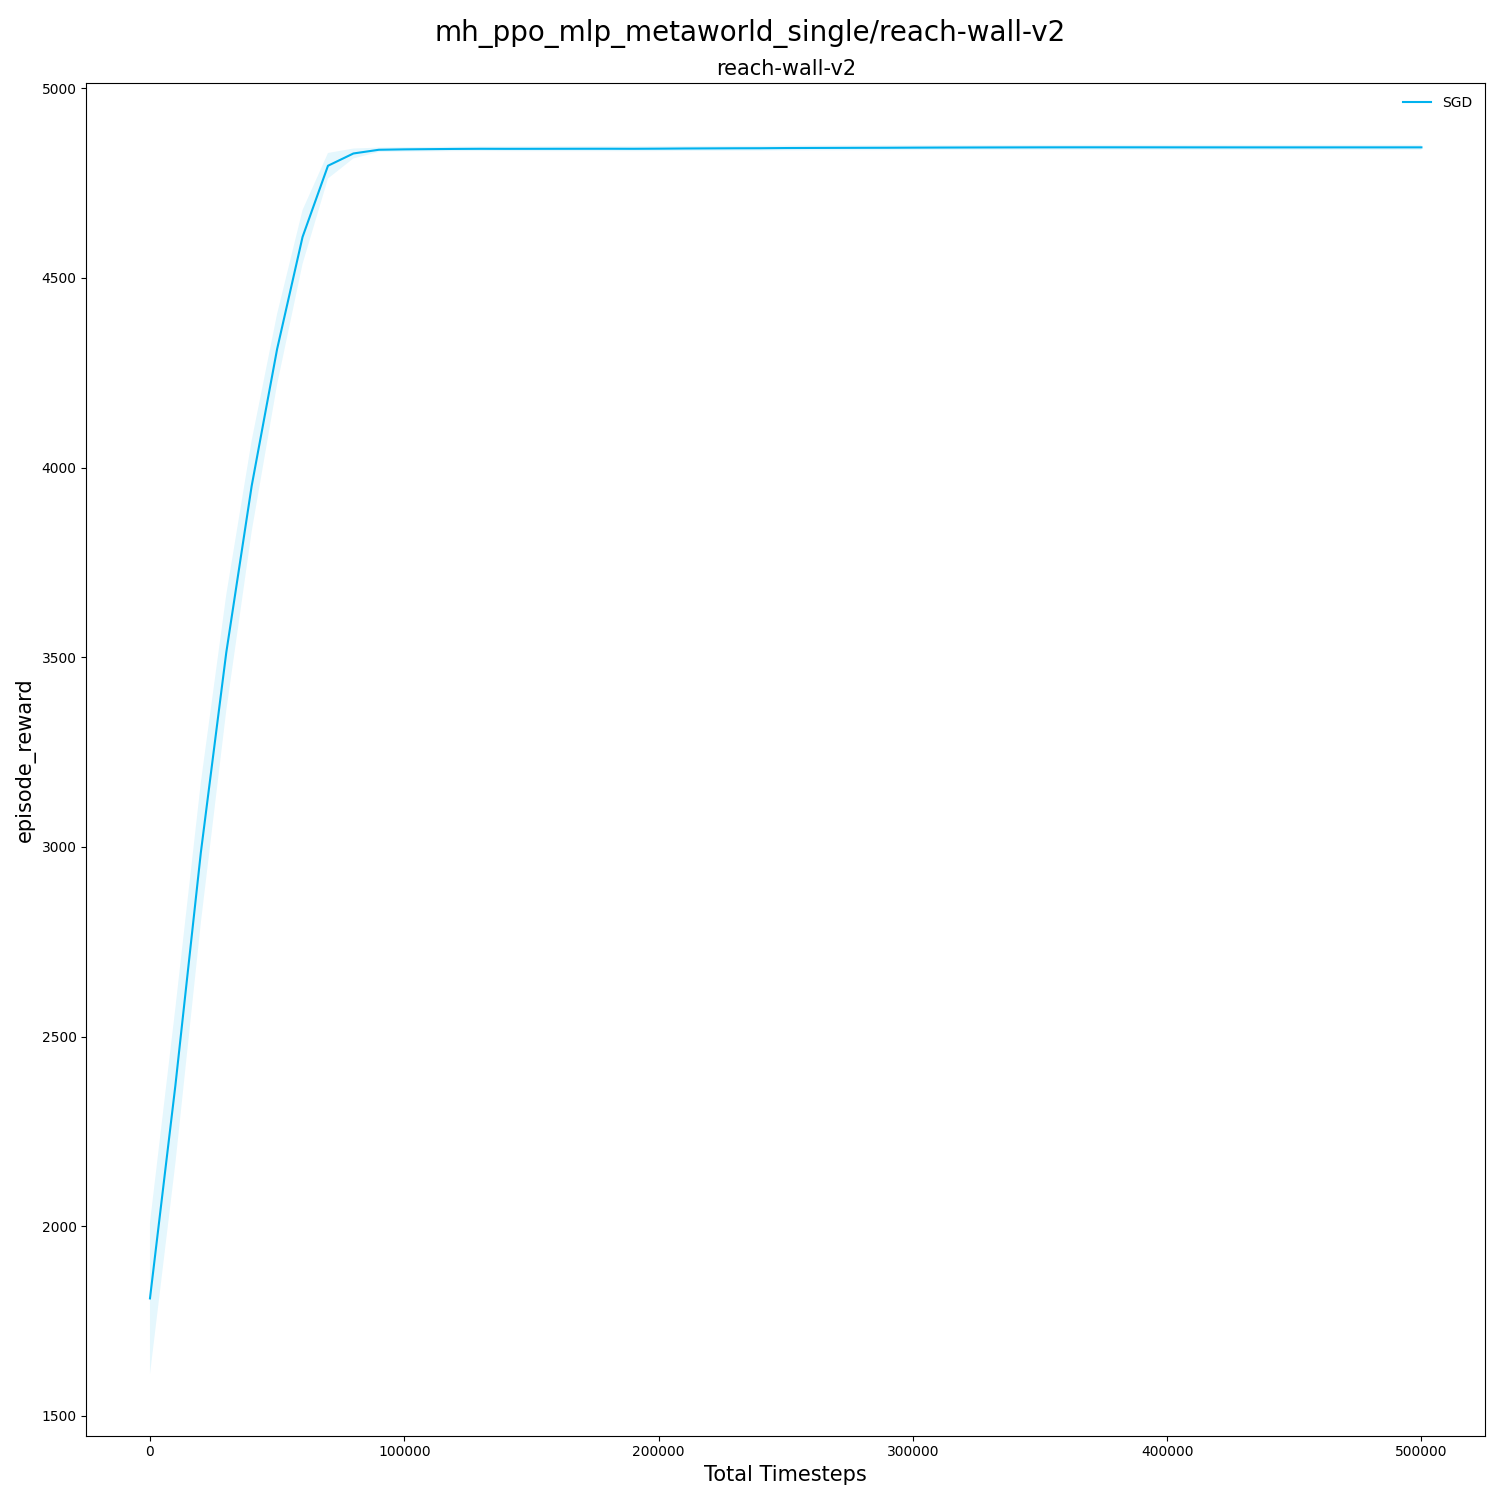 mh_ppo_mlp_metaworld_single/reach-wall-v2
reach-wall-v2
SGD
5000
4500
4000
3500
3000
2500
2000
1500
episode_reward
0
100000
200000
300000
400000
500000
Total Timesteps